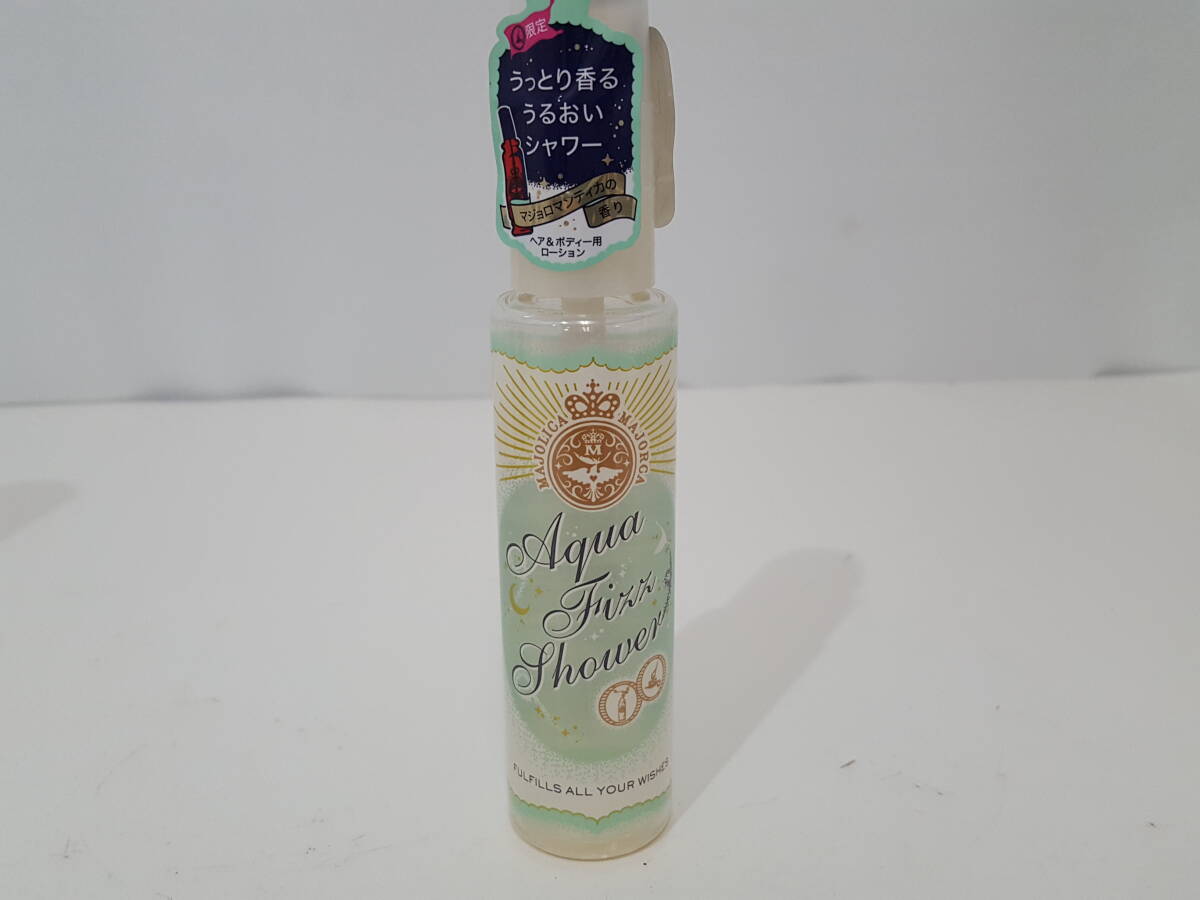 限定
うっとり香る
うるおい
シャワー
マジョロマンティカの
香り
ヘア&ボディー用
ローション
MAJOLICA MAJORCA
M
Aqua
Fizz
Shower
FULFILLS ALL YOUR WISHES